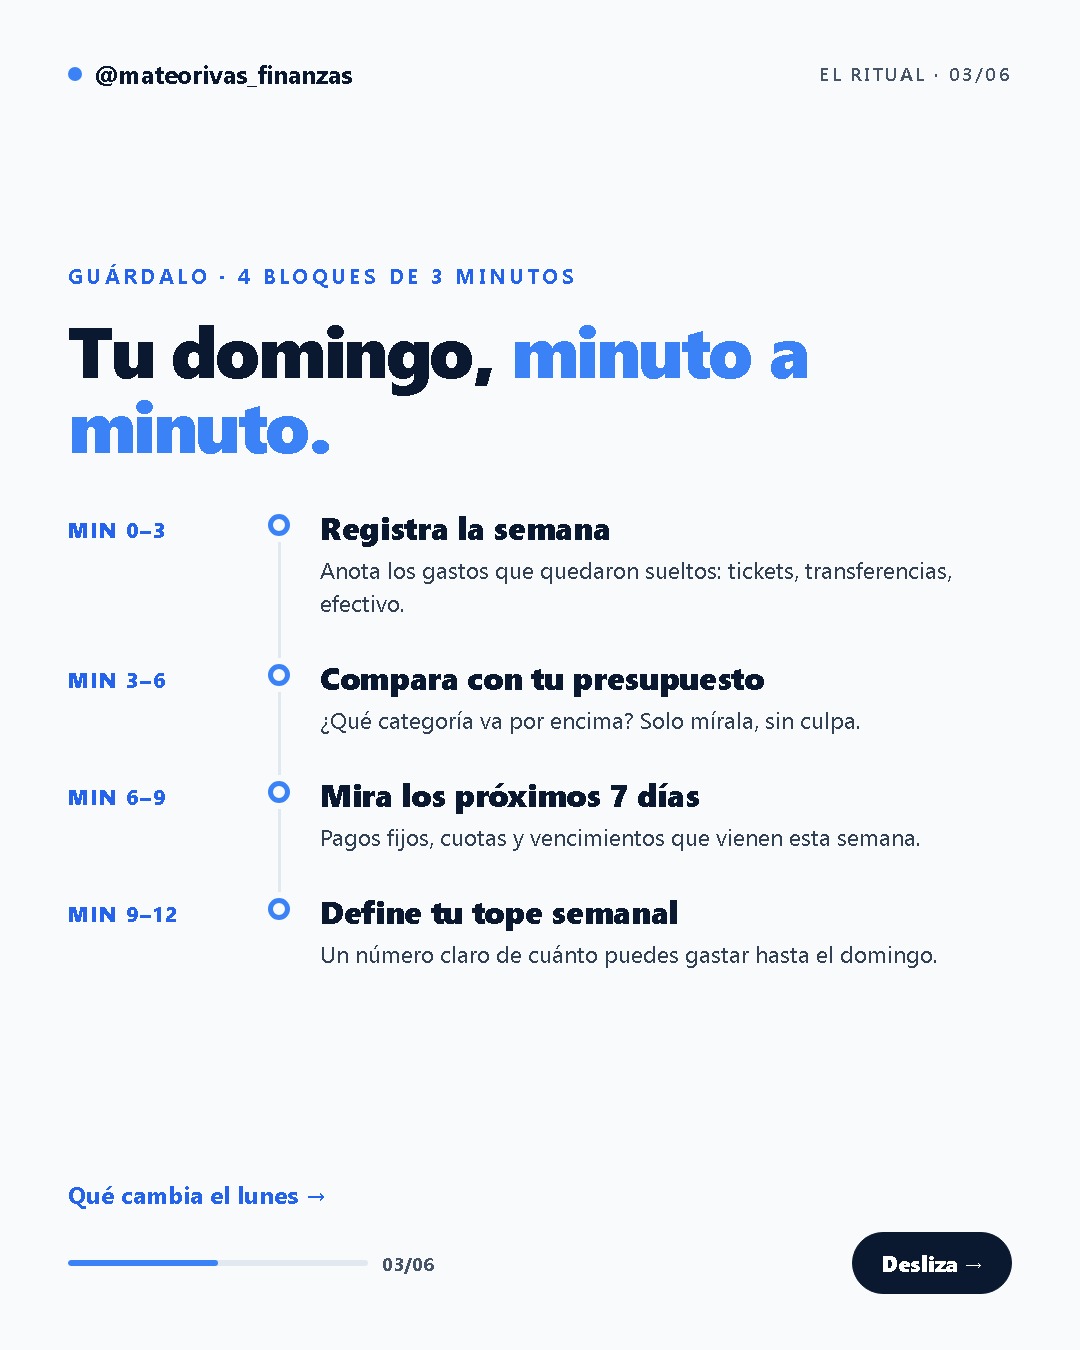 @mateorivas_finanzas
EL RITUAL · 03/06
GUÁRDALO · 4 BLOQUES DE 3 MINUTOS
Tu domingo, minuto a
minuto.
MIN 0–3
Registra la semana
Anota los gastos que quedaron sueltos: tickets, transferencias,
efectivo.
MIN 3–6
Compara con tu presupuesto
¿Qué categoría va por encima? Solo mírala, sin culpa.
MIN 6–9
Mira los próximos 7 días
Pagos fijos, cuotas y vencimientos que vienen esta semana.
MIN 9–12
Define tu tope semanal
Un número claro de cuánto puedes gastar hasta el domingo.
Qué cambia el lunes →
03/06
Desliza →